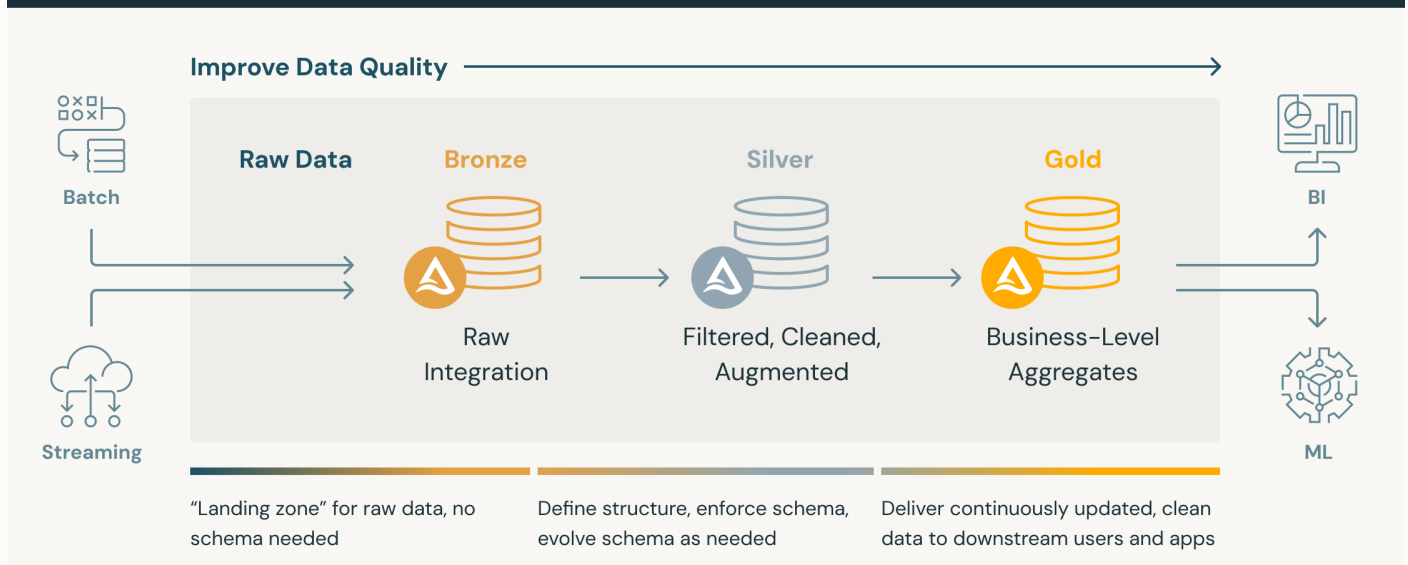 Improve Data Quality
Batch
Streaming
Raw Data
Bronze
Raw
Integration
Silver
Filtered, Cleaned,
Augmented
Gold
Business-Level
Aggregates
BI
ML
“Landing zone” for raw data, no
schema needed
Define structure, enforce schema,
evolve schema as needed
Deliver continuously updated, clean
data to downstream users and apps